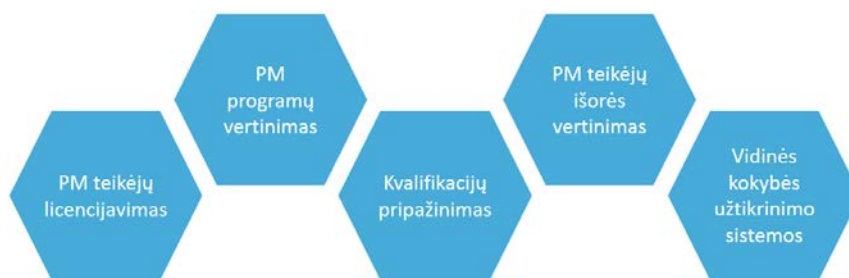 PM teikėjų
licencijavimas
PM
programų
vertinimas
Kvalifikacijų
pripažinimas
PM teikėjų
išorės
vertinimas
Vidinės
kokybės
užtikrinimo
sistemos